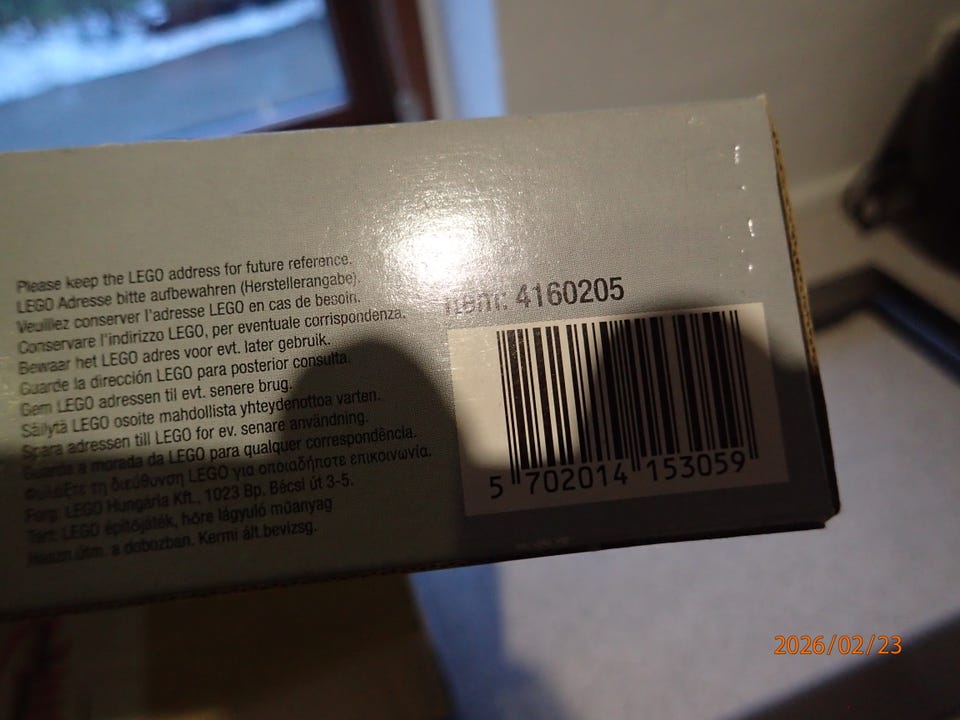 Please keep the LEGO address for future reference.
LEGO Adresse bitte aufbewahren (Herstellerangabe).
Veuillez conserver l'adresse LEGO en cas de besoin.
Conservare l'indirizzo LEGO, per eventuale corrispondenza.
Bewaar het LEGO adres voor evt. later gebruik.
Guarde la dirección LEGO para posterior consulta.
Gem LEGO adressen til evt. senere brug.
Säilytä LEGO osoite mahdollista yhteydenottoa varten.
Spara adressen till LEGO for ev. senare användning.
Guarde a morada da LEGO para qualquer correspondência.
Φυλάξτε τη διεύθυνση LEGO για οποιαδήποτε επικοινωνία.
Forg.: LEGO Hungária Kft., 1023 Bp. Bécsi út 3-5.
Tart: LEGO építőjáték, hőre lágyuló műanyag
Haszn.útm. a dobozban. Kermi ált.bevizsg.
Item: 4160205
5 702014 153059
2026/02/23